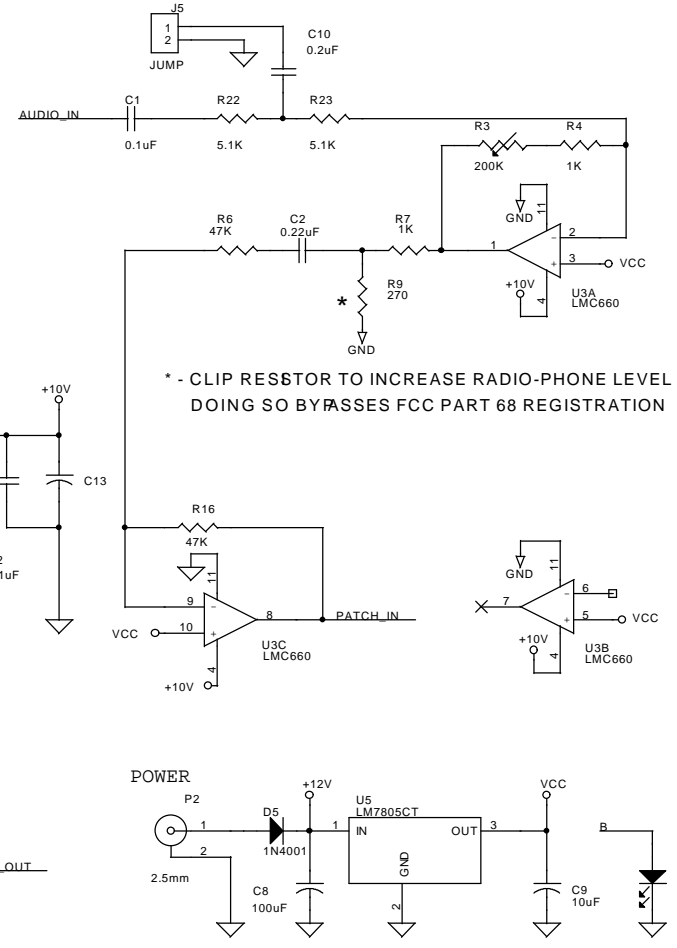 J5
1
2
JUMP
C10
0.2uF
AUDIO_IN
C1
0.1uF
R22
5.1K
R23
5.1K
R3
200K
R4
1K
R6
47K
C2
0.22uF
R7
1K
GND
11
1
2
3
VCC
+10V
4
U3A
LMC660
*
R9
270
GND
* - CLIP RESISTOR TO INCREASE RADIO-PHONE LEVEL
DOING SO BYPASSES FCC PART 68 REGISTRATION
+10V
C13
2
1uF
R16
47K
11
9
10
8
VCC
4
+10V
U3C
LMC660
PATCH_IN
GND
11
7
6
5
VCC
+10V
4
U3B
LMC660
POWER
P2
1
2
2.5mm
D5
1N4001
+12V
C8
100uF
U5
LM7805CT
1
IN
OUT
3
GND
2
VCC
C9
10uF
B
_OUT